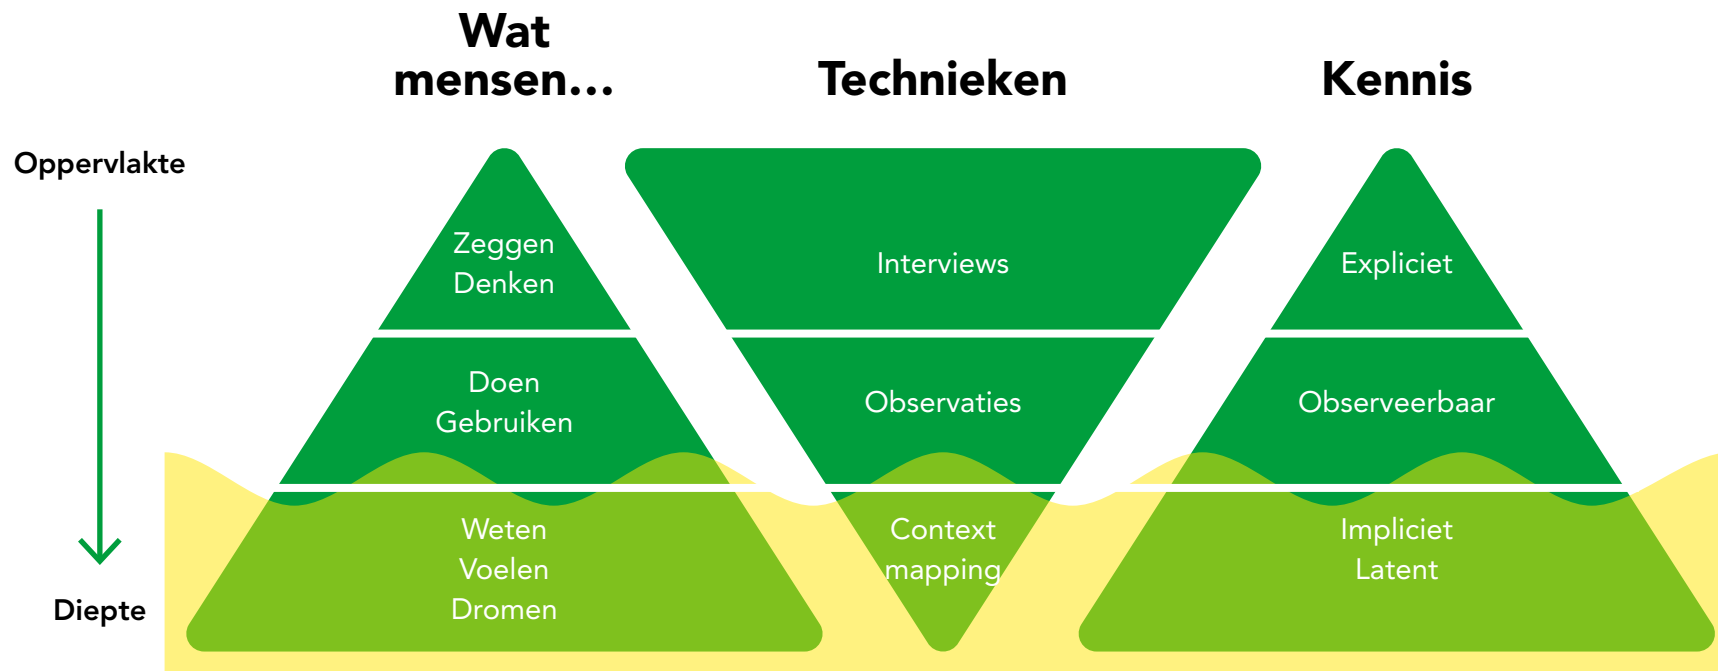 Wat
mensen...
Technieken
Kennis
Oppervlakte
Zeggen
Denken
Interviews
Expliciet
Doen
Gebruiken
Observaties
Observeerbaar
Weten
Voelen
Dromen
Context
mapping
Impliciet
Latent
Diepte